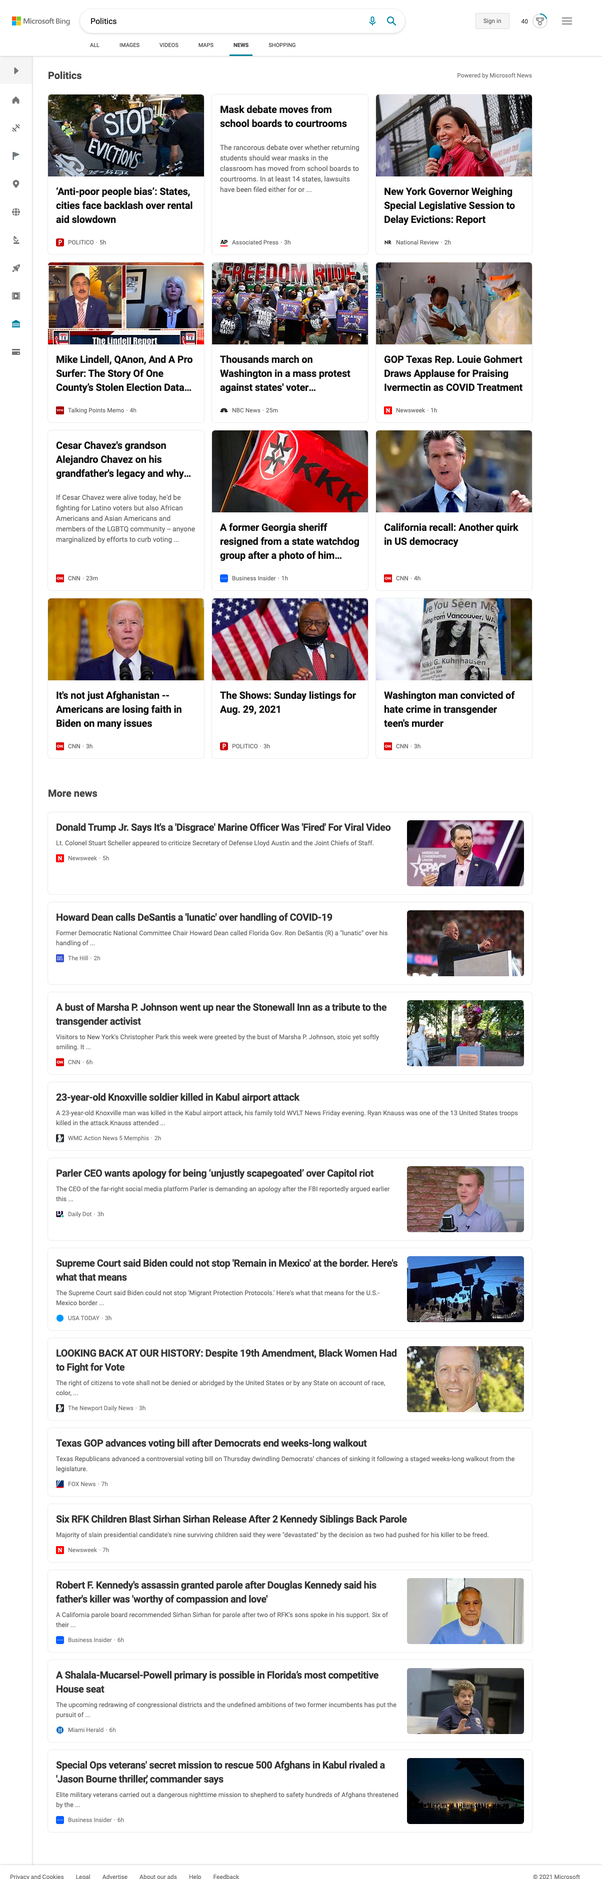 Microsoft Bing
Politics
Sign in
40
ALL IMAGES VIDEOS MAPS NEWS SHOPPING
Politics
Powered by Microsoft News
STOP
EVICTIONS
'Anti-poor people bias': States,
cities face backlash over rental
aid slowdown
POLITICO · 5h
Mask debate moves from
school boards to courtrooms
The rancorous debate over whether returning
students should wear masks in the
classroom has moved from school boards to
courtrooms. In at least 14 states, lawsuits
have been filed either for or ...
AP Associated Press · 3h
New York Governor Weighing
Special Legislative Session to
Delay Evictions: Report
NR National Review · 2h
The Lindell Report
Mike Lindell, QAnon, And A Pro
Surfer: The Story Of One
County's Stolen Election Data...
Talking Points Memo · 4h
FREEDOM RIDE
Thousands march on
Washington in a mass protest
against states' voter...
NBC News · 25m
GOP Texas Rep. Louie Gohmert
Draws Applause for Praising
Ivermectin as COVID Treatment
N Newsweek · 1h
Cesar Chavez's grandson
Alejandro Chavez on his
grandfather's legacy and why...
If Cesar Chavez were alive today, he'd be
fighting for Latino voters but also African
Americans and Asian Americans and
members of the LGBTQ community – anyone
marginalized by efforts to curb voting ...
CNN · 23m
KKK
A former Georgia sheriff
resigned from a state watchdog
group after a photo of him...
Business Insider · 1h
California recall: Another quirk
in US democracy
CNN · 4h
It's not just Afghanistan --
Americans are losing faith in
Biden on many issues
CNN · 3h
The Shows: Sunday listings for
Aug. 29, 2021
POLITICO · 3h
ve You Seen Me
ing from Vancouver, WA
Nikki G. Kuhnhausen
Washington man convicted of
hate crime in transgender
teen's murder
CNN · 3h
More news
Donald Trump Jr. Says It's a 'Disgrace' Marine Officer Was 'Fired' For Viral Video
Lt. Colonel Stuart Scheller appeared to criticize Secretary of Defense Lloyd Austin and the Joint Chiefs of Staff.
N Newsweek · 5h
CPAC
Howard Dean calls DeSantis a 'lunatic' over handling of COVID-19
Former Democratic National Committee Chair Howard Dean called Florida Gov. Ron DeSantis (R) a "lunatic" over his
handling of ...
The Hill · 2h
A bust of Marsha P. Johnson went up near the Stonewall Inn as a tribute to the
transgender activist
Visitors to New York's Christopher Park this week were greeted by the bust of Marsha P. Johnson, stoic yet softly
smiling. It ...
CNN · 6h
23-year-old Knoxville soldier killed in Kabul airport attack
A 23-year-old Knoxville man was killed in the Kabul airport attack, his family told WVLT News Friday evening. Ryan Knauss was one of the 13 United States troops
killed in the attack.Knauss attended ...
WMC Action News 5 Memphis · 2h
Parler CEO wants apology for being 'unjustly scapegoated' over Capitol riot
The CEO of the far-right social media platform Parler is demanding an apology after the FBI reportedly argued earlier
this ...
Daily Dot · 3h
Supreme Court said Biden could not stop 'Remain in Mexico' at the border. Here's
what that means
The Supreme Court said Biden could not stop 'Migrant Protection Protocols.' Here's what that means for the U.S.-
Mexico border ...
USA TODAY · 3h
LOOKING BACK AT OUR HISTORY: Despite 19th Amendment, Black Women Had
to Fight for Vote
The right of citizens to vote shall not be denied or abridged by the United States or by any State on account of race,
color, ...
The Newport Daily News · 3h
Texas GOP advances voting bill after Democrats end weeks-long walkout
Texas Republicans advanced a controversial voting bill on Thursday dwindling Democrats' chances of sinking it following a staged weeks-long walkout from the
legislature.
FOX News · 7h
Six RFK Children Blast Sirhan Sirhan Release After 2 Kennedy Siblings Back Parole
Majority of slain presidential candidate's nine surviving children said they were "devastated" by the decision as two had pushed for his killer to be freed.
N Newsweek · 7h
Robert F. Kennedy's assassin granted parole after Douglas Kennedy said his
father's killer was 'worthy of compassion and love'
A California parole board recommended Sirhan Sirhan for parole after two of RFK's sons spoke in his support. Six of
their ...
Business Insider · 6h
A Shalala-Mucarsel-Powell primary is possible in Florida's most competitive
House seat
The upcoming redrawing of congressional districts and the undefined ambitions of two former incumbents has put the
pursuit of ...
Miami Herald · 6h
Special Ops veterans' secret mission to rescue 500 Afghans in Kabul rivaled a
'Jason Bourne thriller,' commander says
Elite military veterans carried out a dangerous nighttime mission to shepherd to safety hundreds of Afghans threatened
by the ...
Business Insider · 6h
Privacy and Cookies Legal Advertise About our ads Help Feedback
© 2021 Microsoft